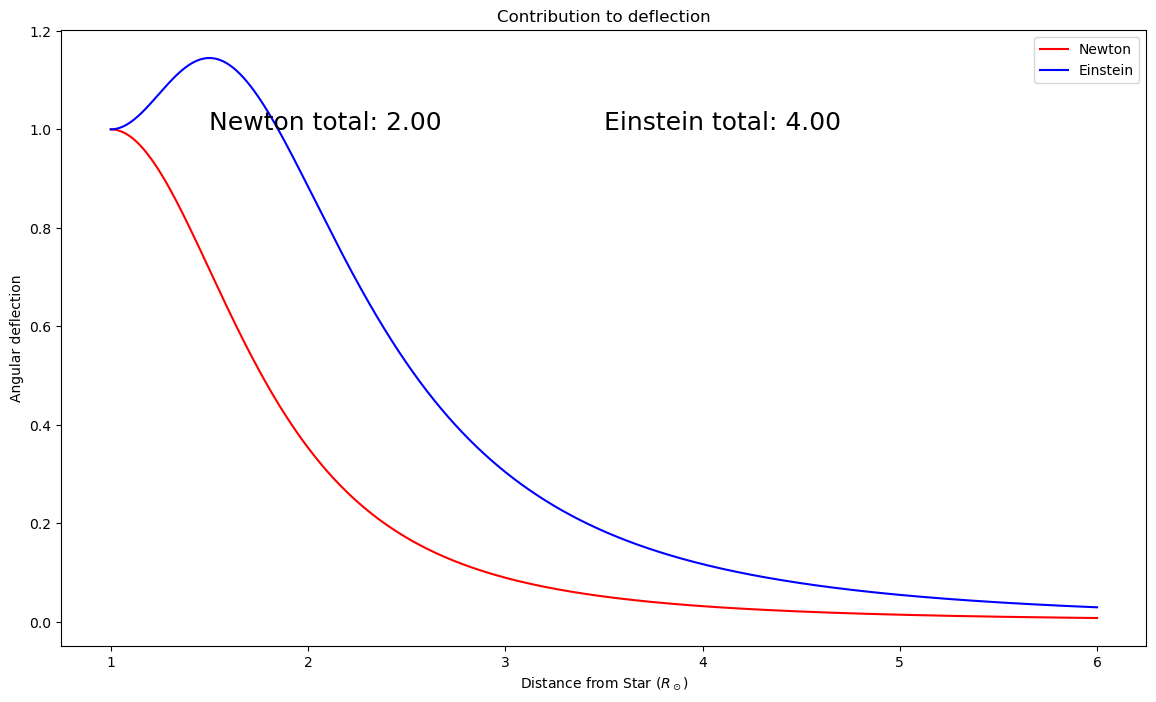 Contribution to deflection
1.2
1.0
0.8
0.6
0.4
0.2
0.0
Angular deflection
Newton
Einstein
Newton total: 2.00
Einstein total: 4.00
1 2 3 4 5 6
Distance from Star (R⊙)